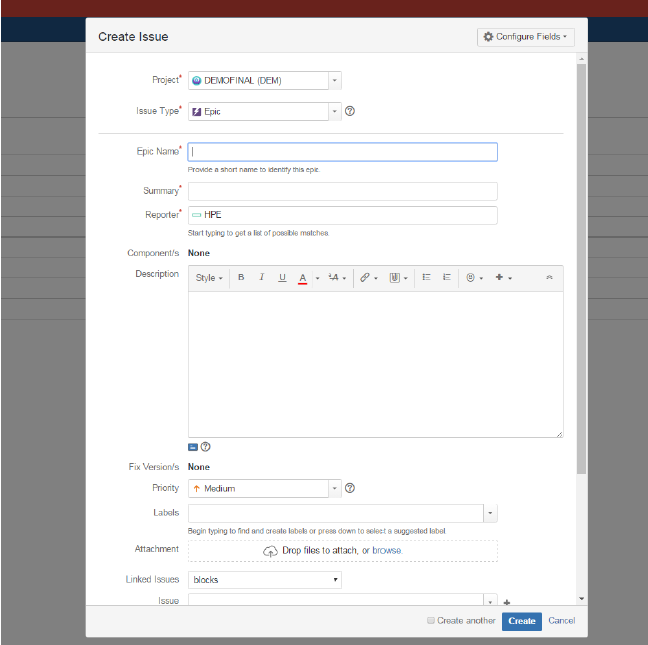 Create Issue
Configure Fields
Project*
DEMOFINAL (DEM)
Issue Type*
Epic
Epic Name*
Provide a short name to identify this epic.
Summary*
Reporter*
HPE
Start typing to get a list of possible matches.
Component/s
None
Description
Style
B I U A A
Fix Version/s
None
Priority
Medium
Labels
Begin typing to find and create labels or press down to select a suggested label.
Attachment
Drop files to attach, or browse.
Linked Issues
blocks
Issue
Create another
Create
Cancel